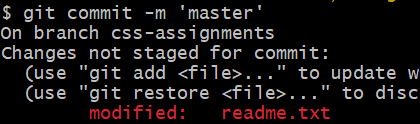 $ git commit -m 'master'
On branch css-assignments
Changes not staged for commit:
(use "git add <file>..." to update w
(use "git restore <file>..." to disc
modified: readme.txt